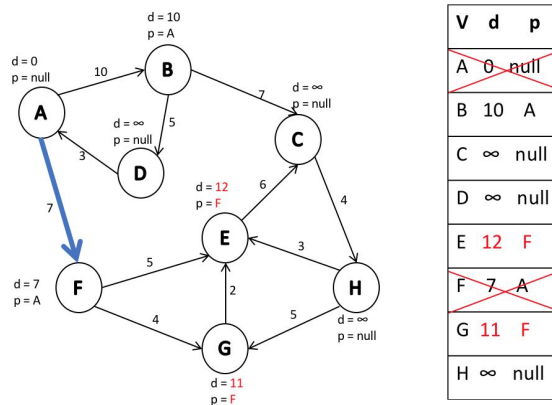 d = 10
p = A
d = 0
p = null
A
10
B
7
d = ∞
p = null
C
d = ∞
p = null
5
3
D
7
d = 12
p = F
6
4
E
3
d = 7
p = A
F
5
H
d = ∞
p = null
2
4
5
G
d = 11
p = F
V d p
A 0 null
B 10 A
C ∞ null
D ∞ null
E 12 F
F 7 A
G 11 F
H ∞ null